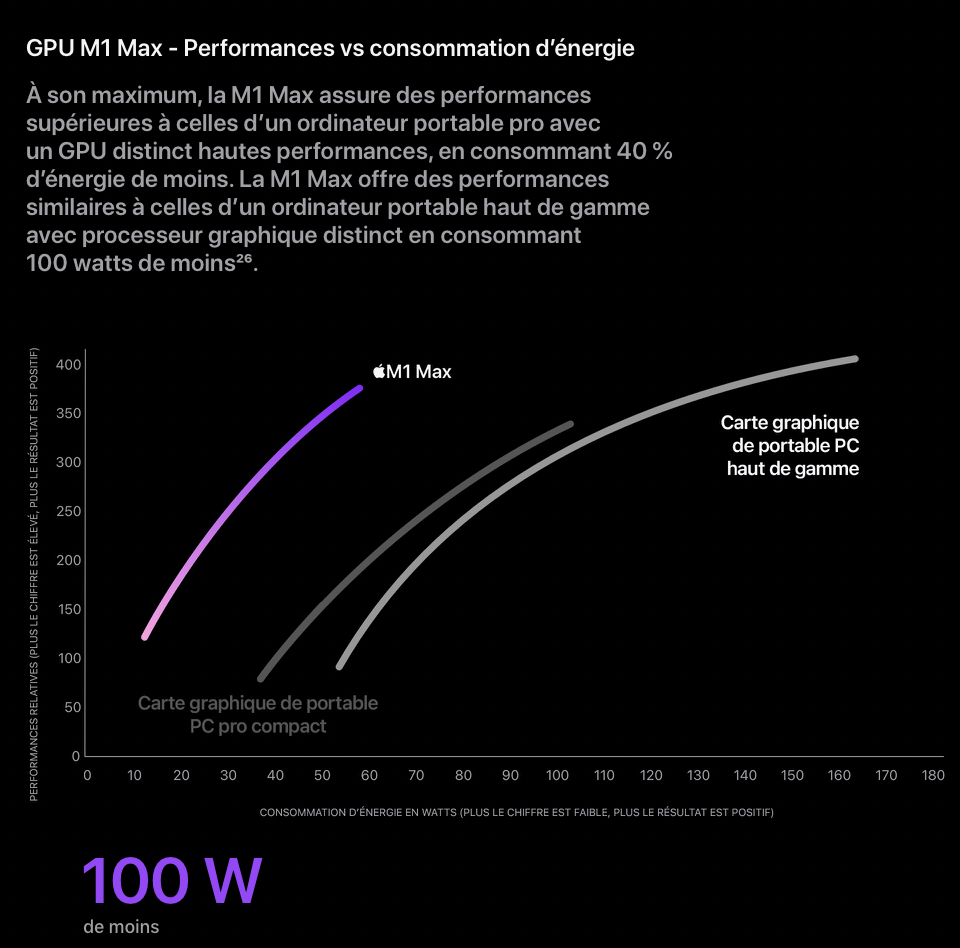 GPU M1 Max - Performances vs consommation d’énergie
À son maximum, la M1 Max assure des performances
supérieures à celles d’un ordinateur portable pro avec
un GPU distinct hautes performances, en consommant 40 %
d’énergie de moins. La M1 Max offre des performances
similaires à celles d’un ordinateur portable haut de gamme
avec processeur graphique distinct en consommant
100 watts de moins²⁶.
PERFORMANCES RELATIVES (PLUS LE CHIFFRE EST ÉLEVÉ, PLUS LE RÉSULTAT EST POSITIF)
400
350
300
250
200
150
100
50
0
M1 Max
Carte graphique
de portable PC
haut de gamme
Carte graphique de portable
PC pro compact
0 10 20 30 40 50 60 70 80 90 100 110 120 130 140 150 160 170 180
CONSOMMATION D’ÉNERGIE EN WATTS (PLUS LE CHIFFRE EST FAIBLE, PLUS LE RÉSULTAT EST POSITIF)
100 W
de moins